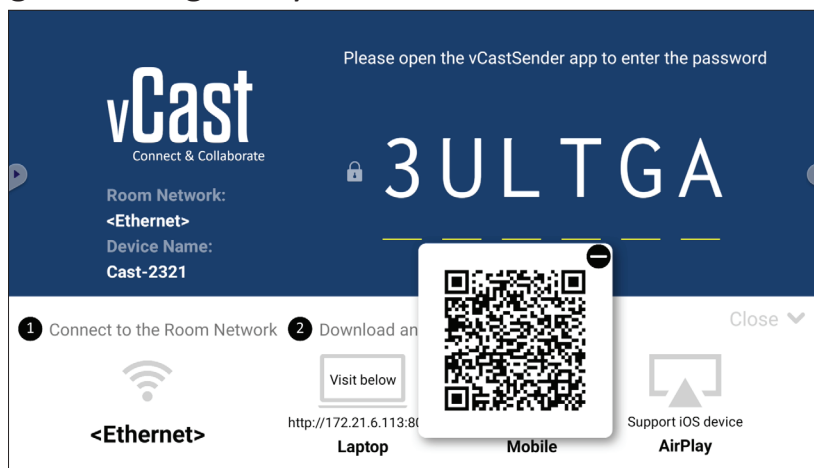 Please open the vCastSender app to enter the password
vCast
Connect & Collaborate
3ULTGA
Room Network:
<Ethernet>
Device Name:
Cast-2321
1 Connect to the Room Network
2 Download an
Close
Visit below
http://172.21.6.113:80
Laptop
Mobile
Support iOS device
AirPlay